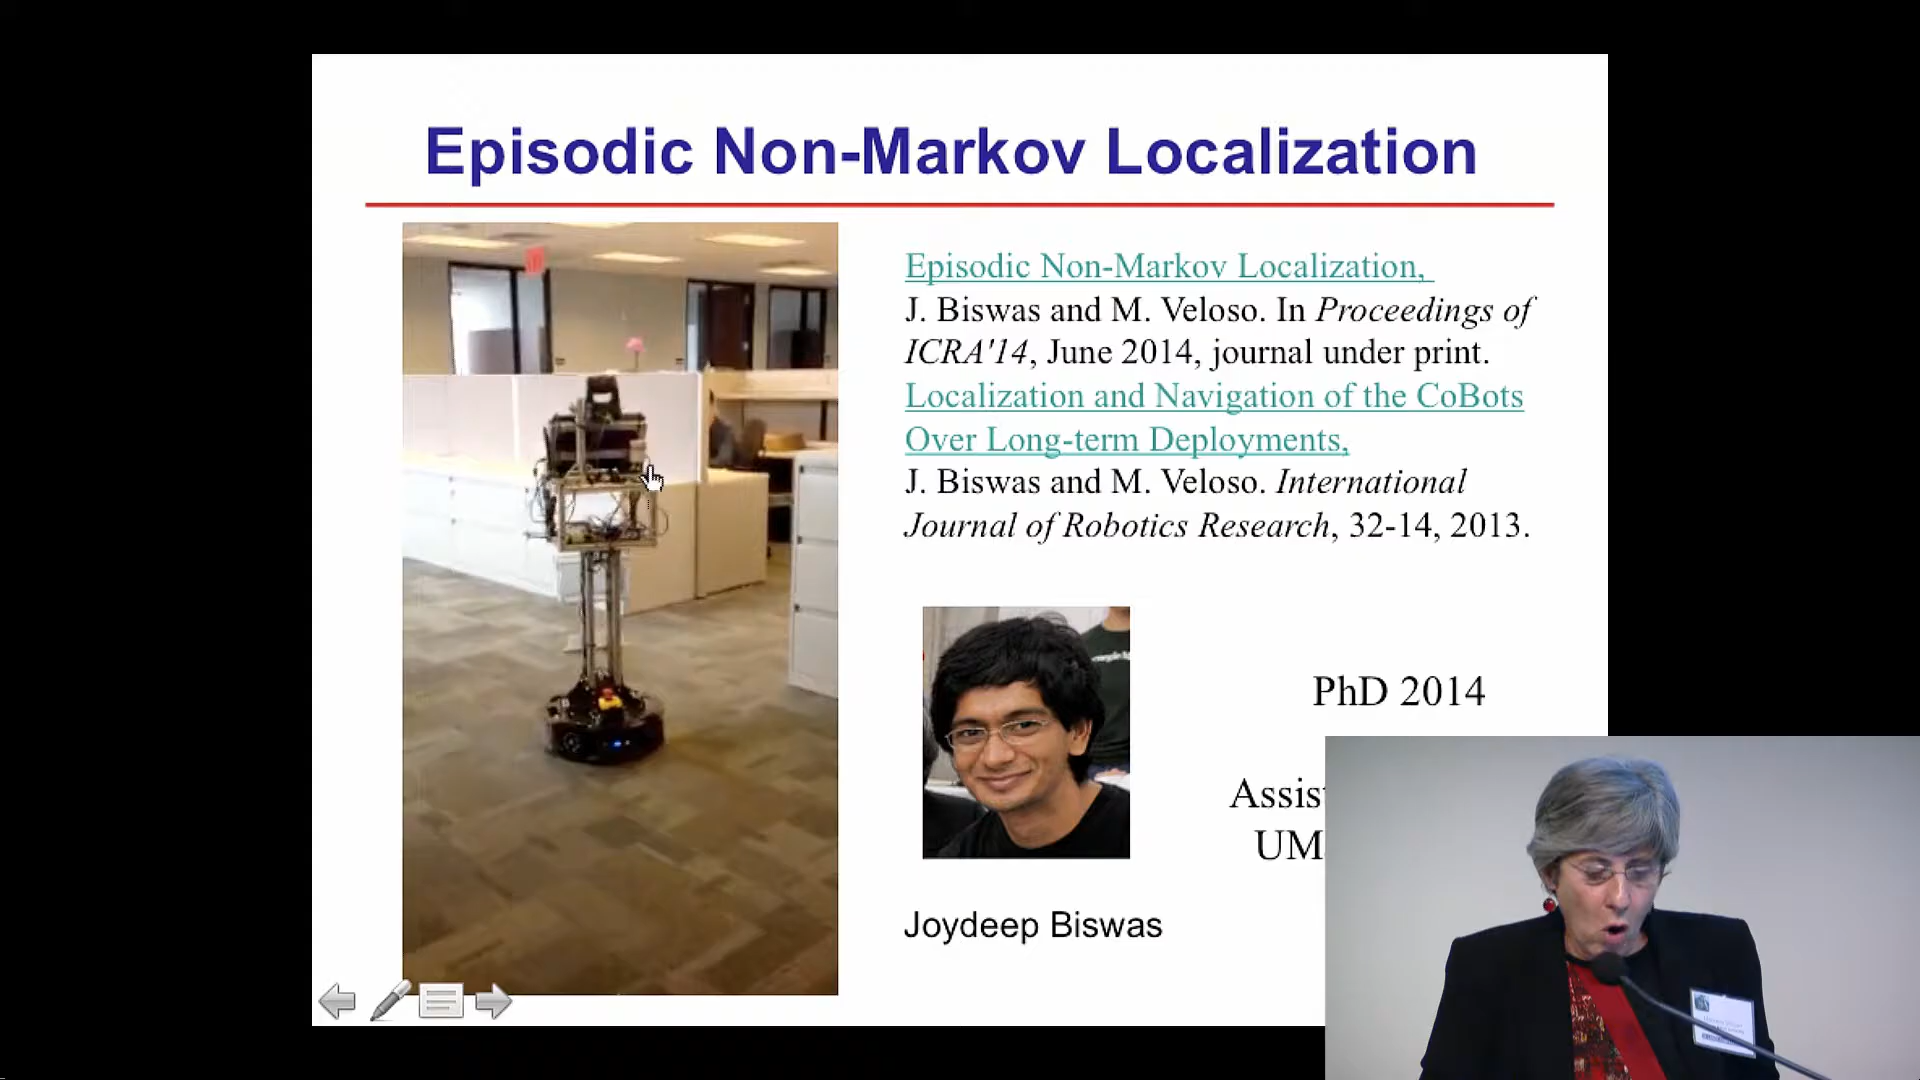 Episodic Non-Markov Localization
Episodic Non-Markov Localization,
J. Biswas and M. Veloso. In Proceedings of
ICRA'14, June 2014, journal under print.
Localization and Navigation of the CoBots
Over Long-term Deployments,
J. Biswas and M. Veloso. International
Journal of Robotics Research, 32-14, 2013.
PhD 2014
Assis
UM
Joydeep Biswas